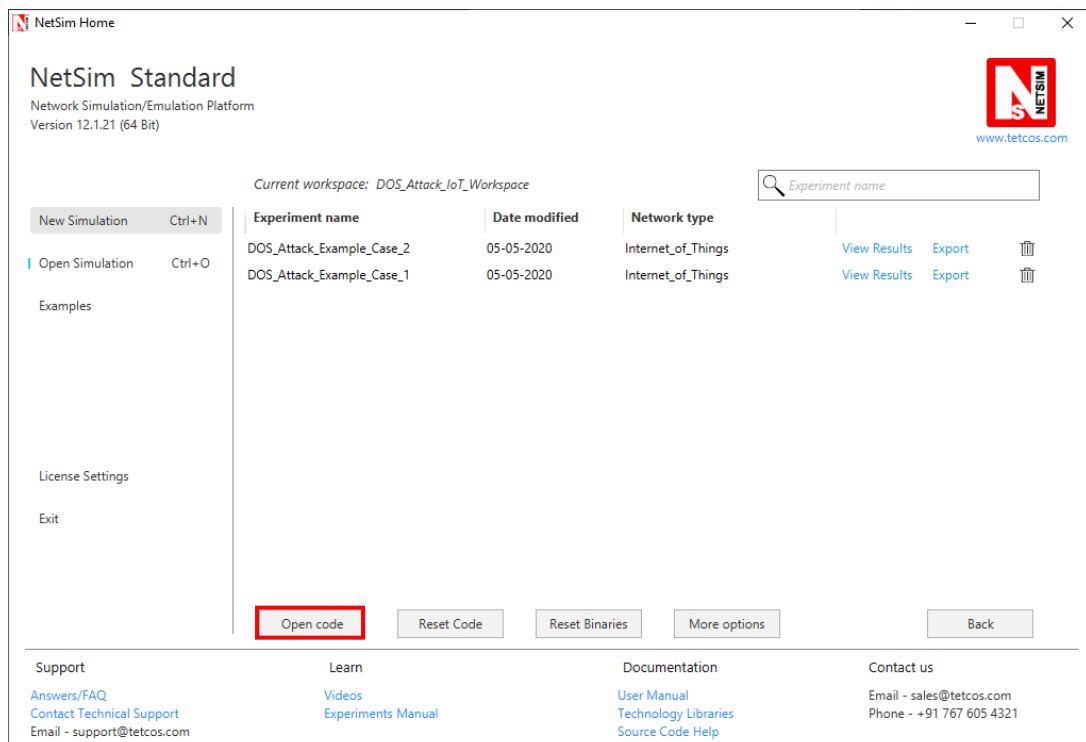 NetSim Home
NetSim Standard
Network Simulation/Emulation Platform
Version 12.1.21 (64 Bit)
NS NETSIM
www.tetcos.com
Current workspace: DOS_Attack_IoT_Workspace
Experiment name
New Simulation Ctrl+N
Open Simulation Ctrl+O
Examples
License Settings
Exit
Experiment name Date modified Network type
DOS_Attack_Example_Case_2 05-05-2020 Internet_of_Things View Results Export
DOS_Attack_Example_Case_1 05-05-2020 Internet_of_Things View Results Export
Open code Reset Code Reset Binaries More options Back
Support
Answers/FAQ
Contact Technical Support
Email - support@tetcos.com
Learn
Videos
Experiments Manual
Documentation
User Manual
Technology Libraries
Source Code Help
Contact us
Email - sales@tetcos.com
Phone - +91 767 605 4321